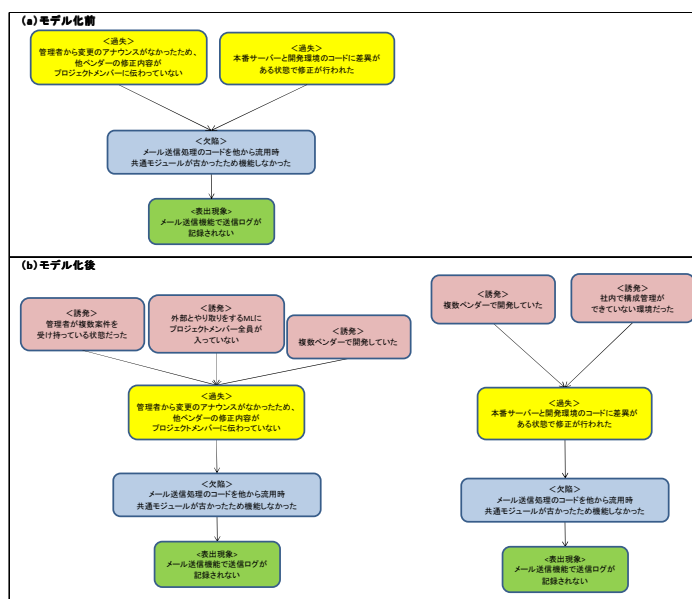 (a)モデル化前
＜過失＞
管理者から変更のアナウンスがなかったため、
他ベンダーの修正内容が
プロジェクトメンバーに伝わっていない
＜過失＞
本番サーバーと開発環境のコードに差異が
ある状態で修正が行われた
＜欠陥＞
メール送信処理のコードを他から流用時
共通モジュールが古かったため機能しなかった
<表出現象>
メール送信機能で送信ログが
記録されない
(b)モデル化後
＜誘発＞
管理者が複数案件を
受け持っている状態だった
＜誘発＞
外部とやり取りをするMLに
プロジェクトメンバー全員が
入っていない
＜誘発＞
複数ベンダーで開発していた
＜過失＞
管理者から変更のアナウンスがなかったため、
他ベンダーの修正内容が
プロジェクトメンバーに伝わっていない
＜欠陥＞
メール送信処理のコードを他から流用時
共通モジュールが古かったため機能しなかった
<表出現象>
メール送信機能で送信ログが
記録されない
＜誘発＞
複数ベンダーで開発していた
＜誘発＞
社内で構成管理が
できていない環境だった
＜過失＞
本番サーバーと開発環境のコードに差異が
ある状態で修正が行われた
＜欠陥＞
メール送信処理のコードを他から流用時
共通モジュールが古かったため機能しなかった
<表出現象>
メール送信機能で送信ログが
記録されない